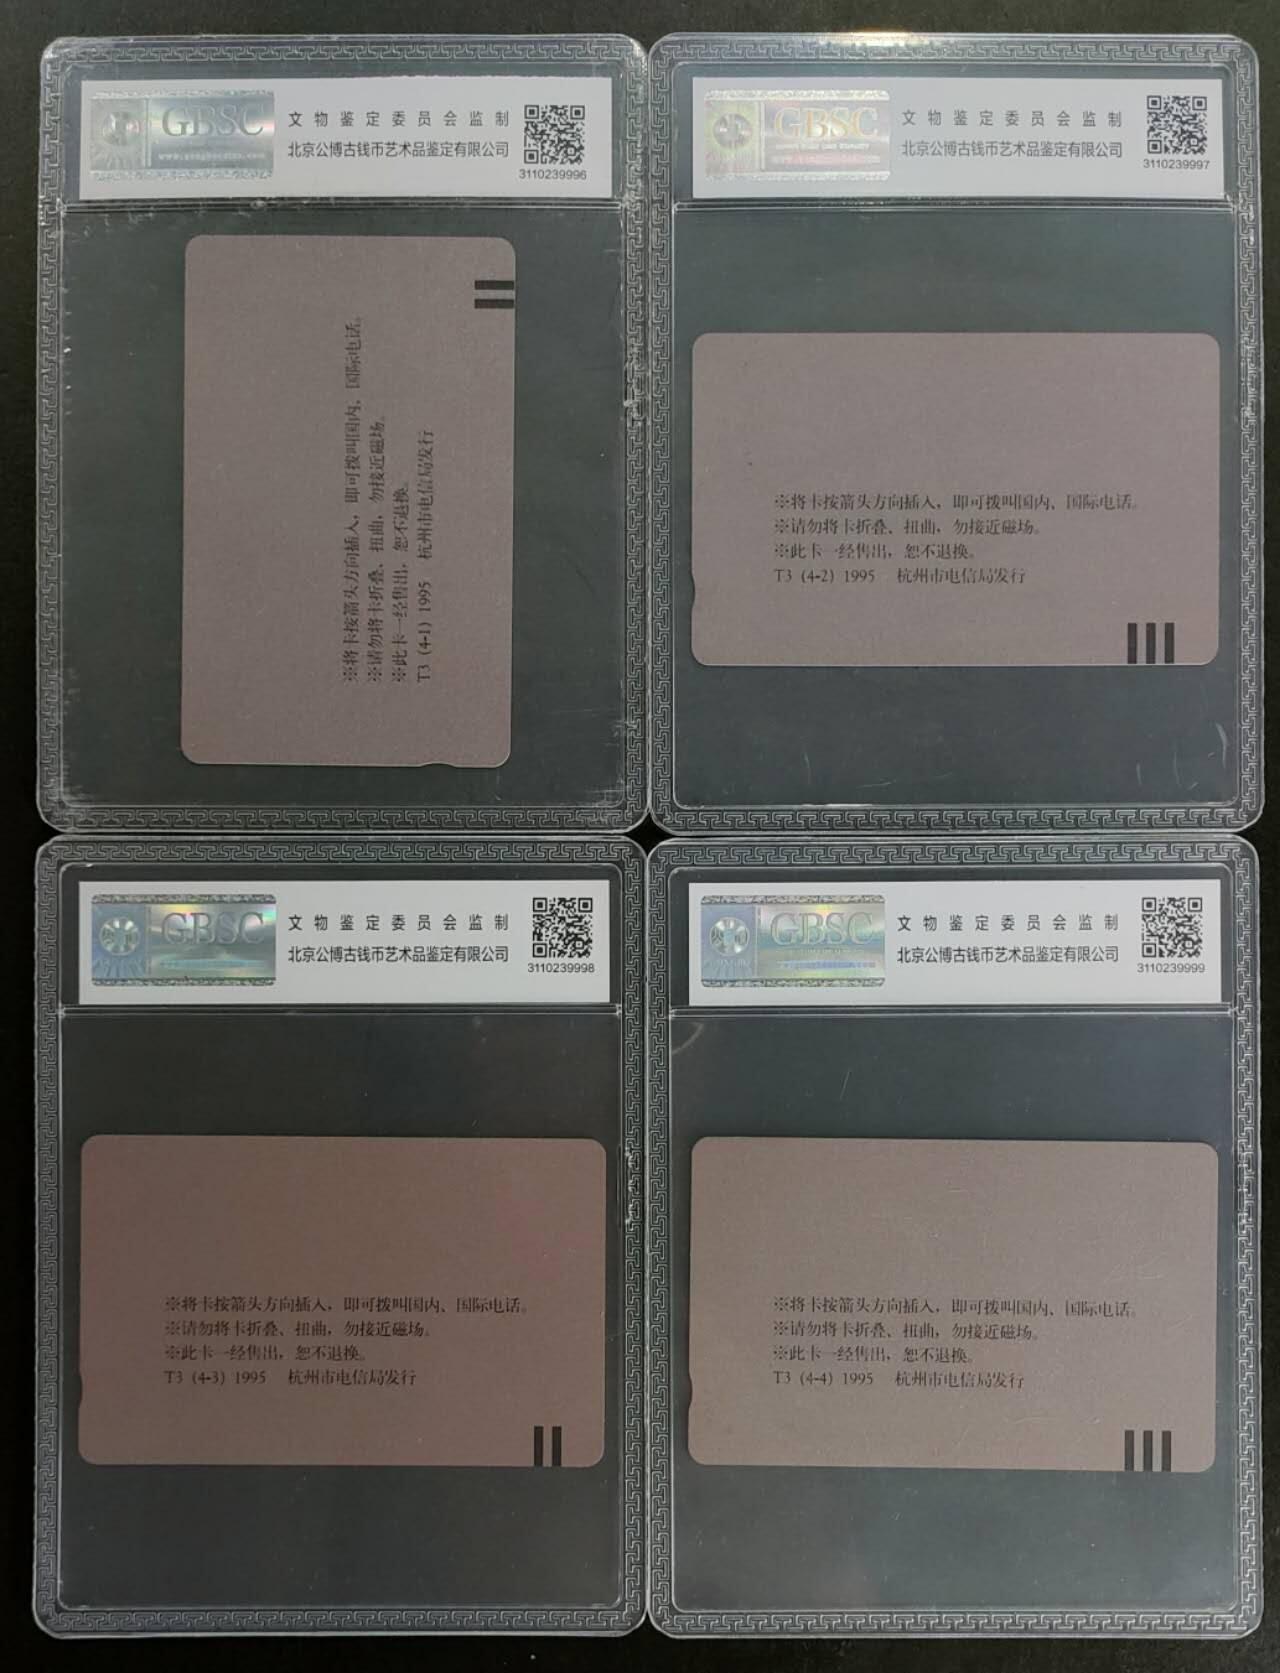 GBSC
文物鉴定委员会监制
北京公博古钱币艺术品鉴定有限公司
3110239996
※将卡按箭头方向插入，即可拨叫国内、国际电话。
※请勿将卡折叠、扭曲，勿接近磁场。
※此卡一经售出，恕不退换。
T3（4-1）1995 杭州市电信局发行
GBSC
文物鉴定委员会监制
北京公博古钱币艺术品鉴定有限公司
3110239997
※将卡按箭头方向插入，即可拨叫国内、国际电话。
※请勿将卡折叠、扭曲，勿接近磁场。
※此卡一经售出，恕不退换。
T3（4-2）1995 杭州市电信局发行
GBSC
文物鉴定委员会监制
北京公博古钱币艺术品鉴定有限公司
3110239998
※将卡按箭头方向插入，即可拨叫国内、国际电话。
※请勿将卡折叠、扭曲，勿接近磁场。
※此卡一经售出，恕不退换。
T3（4-3）1995 杭州市电信局发行
GBSC
文物鉴定委员会监制
北京公博古钱币艺术品鉴定有限公司
3110239999
※将卡按箭头方向插入，即可拨叫国内、国际电话。
※请勿将卡折叠、扭曲，勿接近磁场。
※此卡一经售出，恕不退换。
T3（4-4）1995 杭州市电信局发行